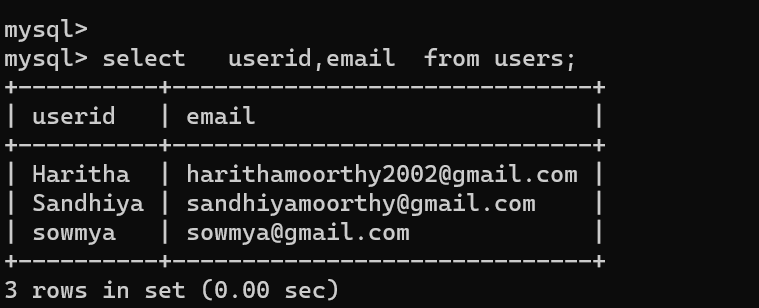 mysql>
mysql> select   userid,email  from users;
+----------+------------------------------+
| userid   | email                        |
+----------+------------------------------+
| Haritha  | harithamoorthy2002@gmail.com |
| Sandhiya | sandhiyamoorthy@gmail.com    |
| sowmya   | sowmya@gmail.com             |
+----------+------------------------------+
3 rows in set (0.00 sec)